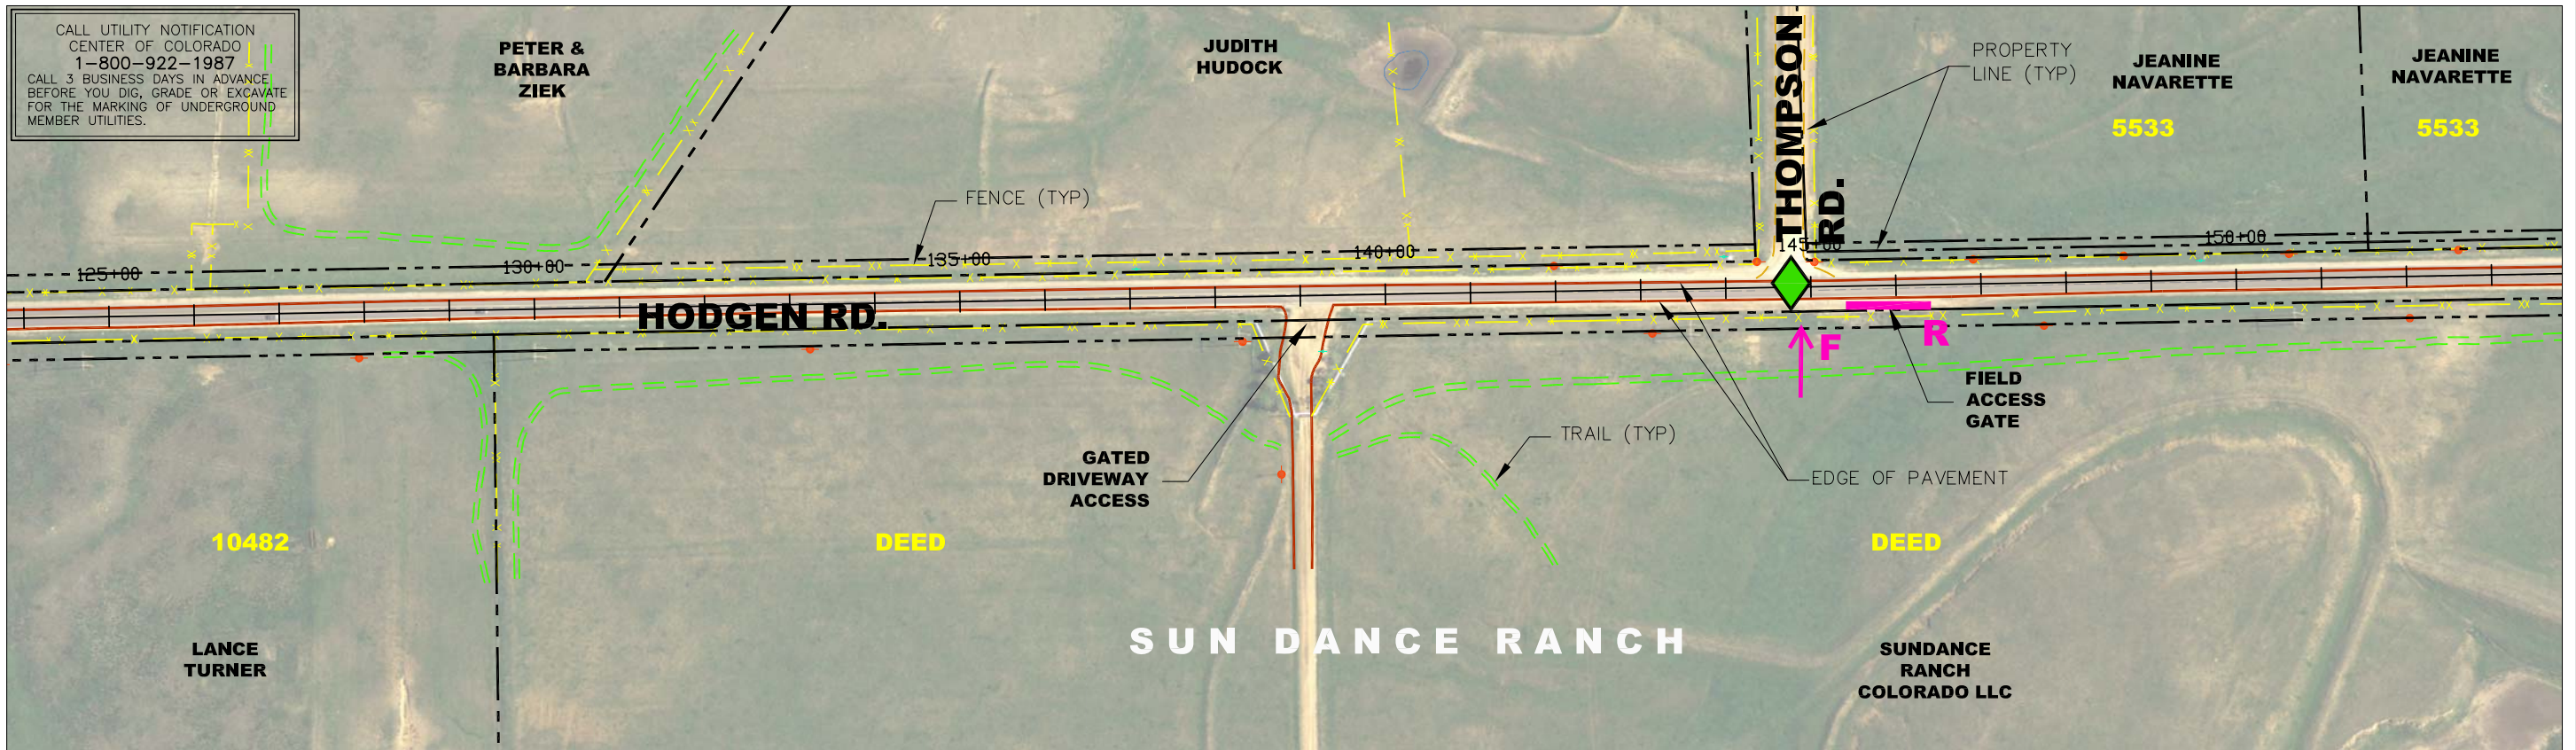 CALL UTILITY NOTIFICATION
CENTER OF COLORADO
1-800-922-1987
CALL 3 BUSINESS DAYS IN ADVANCE
BEFORE YOU DIG, GRADE OR EXCAVATE
FOR THE MARKING OF UNDERGROUND
MEMBER UTILITIES.
PETER &
BARBARA
ZIEK
JUDITH
HUDOCK
THOMPSON
RD.
PROPERTY
LINE (TYP)
JEANINE
NAVARETTE
5533
JEANINE
NAVARETTE
5533
FENCE (TYP)
125+00
130+00
135+00
140+00
145+00
150+00
HODGEN RD.
F
R
FIELD
ACCESS
GATE
TRAIL (TYP)
GATED
DRIVEWAY
ACCESS
EDGE OF PAVEMENT
10482
DEED
DEED
LANCE
TURNER
SUN DANCE RANCH
SUNDANCE
RANCH
COLORADO LLC